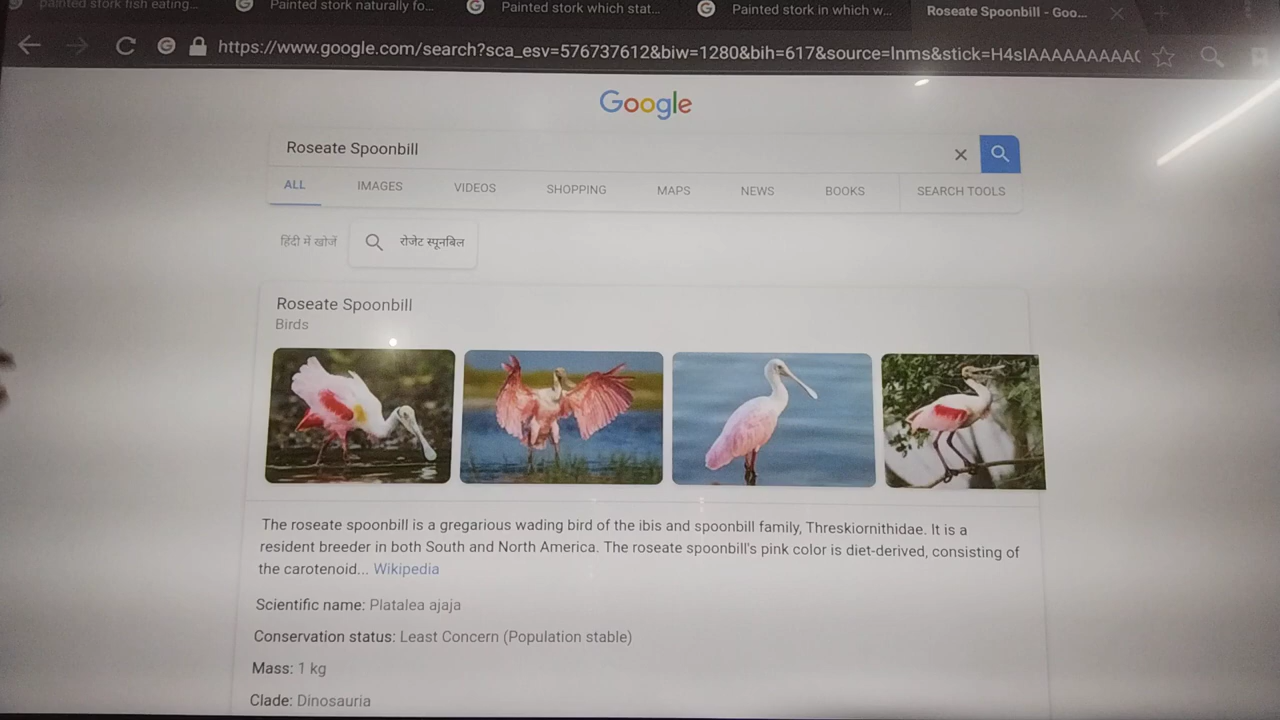 painted stork fish eating...
Painted stork naturally fo...
Painted stork which stat...
Painted stork in which w...
Roseate Spoonbill - Goo...
https://www.google.com/search?sca_esv=576737612&biw=1280&bih=617&source=lnms&stick=H4sIAAAAAAAAAC
Google
Roseate Spoonbill
ALL IMAGES VIDEOS SHOPPING MAPS NEWS BOOKS SEARCH TOOLS
हिंदी में खोजें रोजेट स्पूनबिल
Roseate Spoonbill
Birds
The roseate spoonbill is a gregarious wading bird of the ibis and spoonbill family, Threskiornithidae. It is a
resident breeder in both South and North America. The roseate spoonbill's pink color is diet-derived, consisting of
the carotenoid... Wikipedia
Scientific name: Platalea ajaja
Conservation status: Least Concern (Population stable)
Mass: 1 kg
Clade: Dinosauria